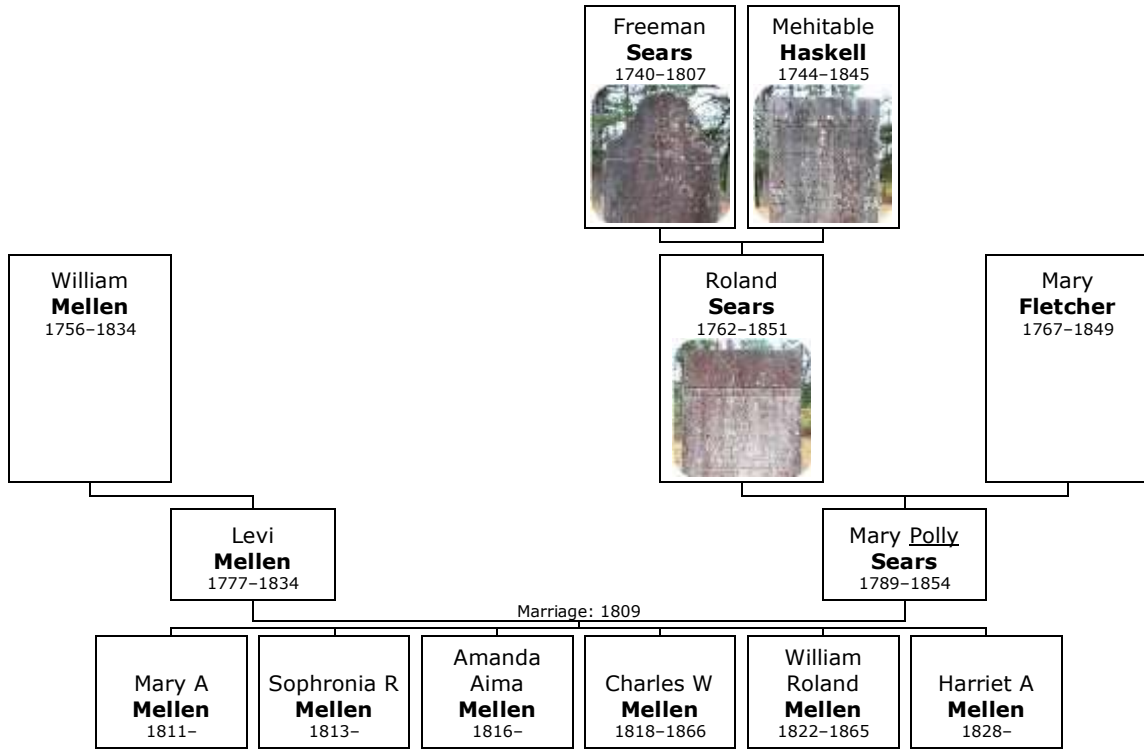 Freeman
Sears
1740–1807
Mehitable
Haskell
1744–1845
William
Mellen
1756–1834
Roland
Sears
1762–1851
Mary
Fletcher
1767–1849
Levi
Mellen
1777–1834
Mary Polly
Sears
1789–1854
Marriage: 1809
Mary A
Mellen
1811–
Sophronia R
Mellen
1813–
Amanda
Aima
Mellen
1816–
Charles W
Mellen
1818–1866
William
Roland
Mellen
1822–1865
Harriet A
Mellen
1828–